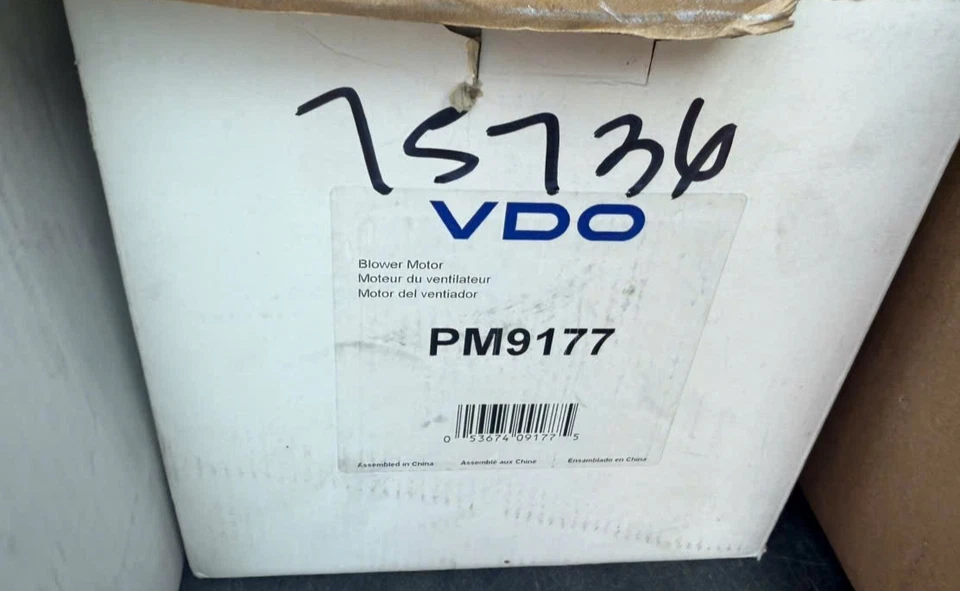 75736
VDO
Blower Motor
Moteur du ventilateur
Motor del ventiador
PM9177
0 53674 09177 5
Assembled in China Assemblé aux Chine Ensamblado en China